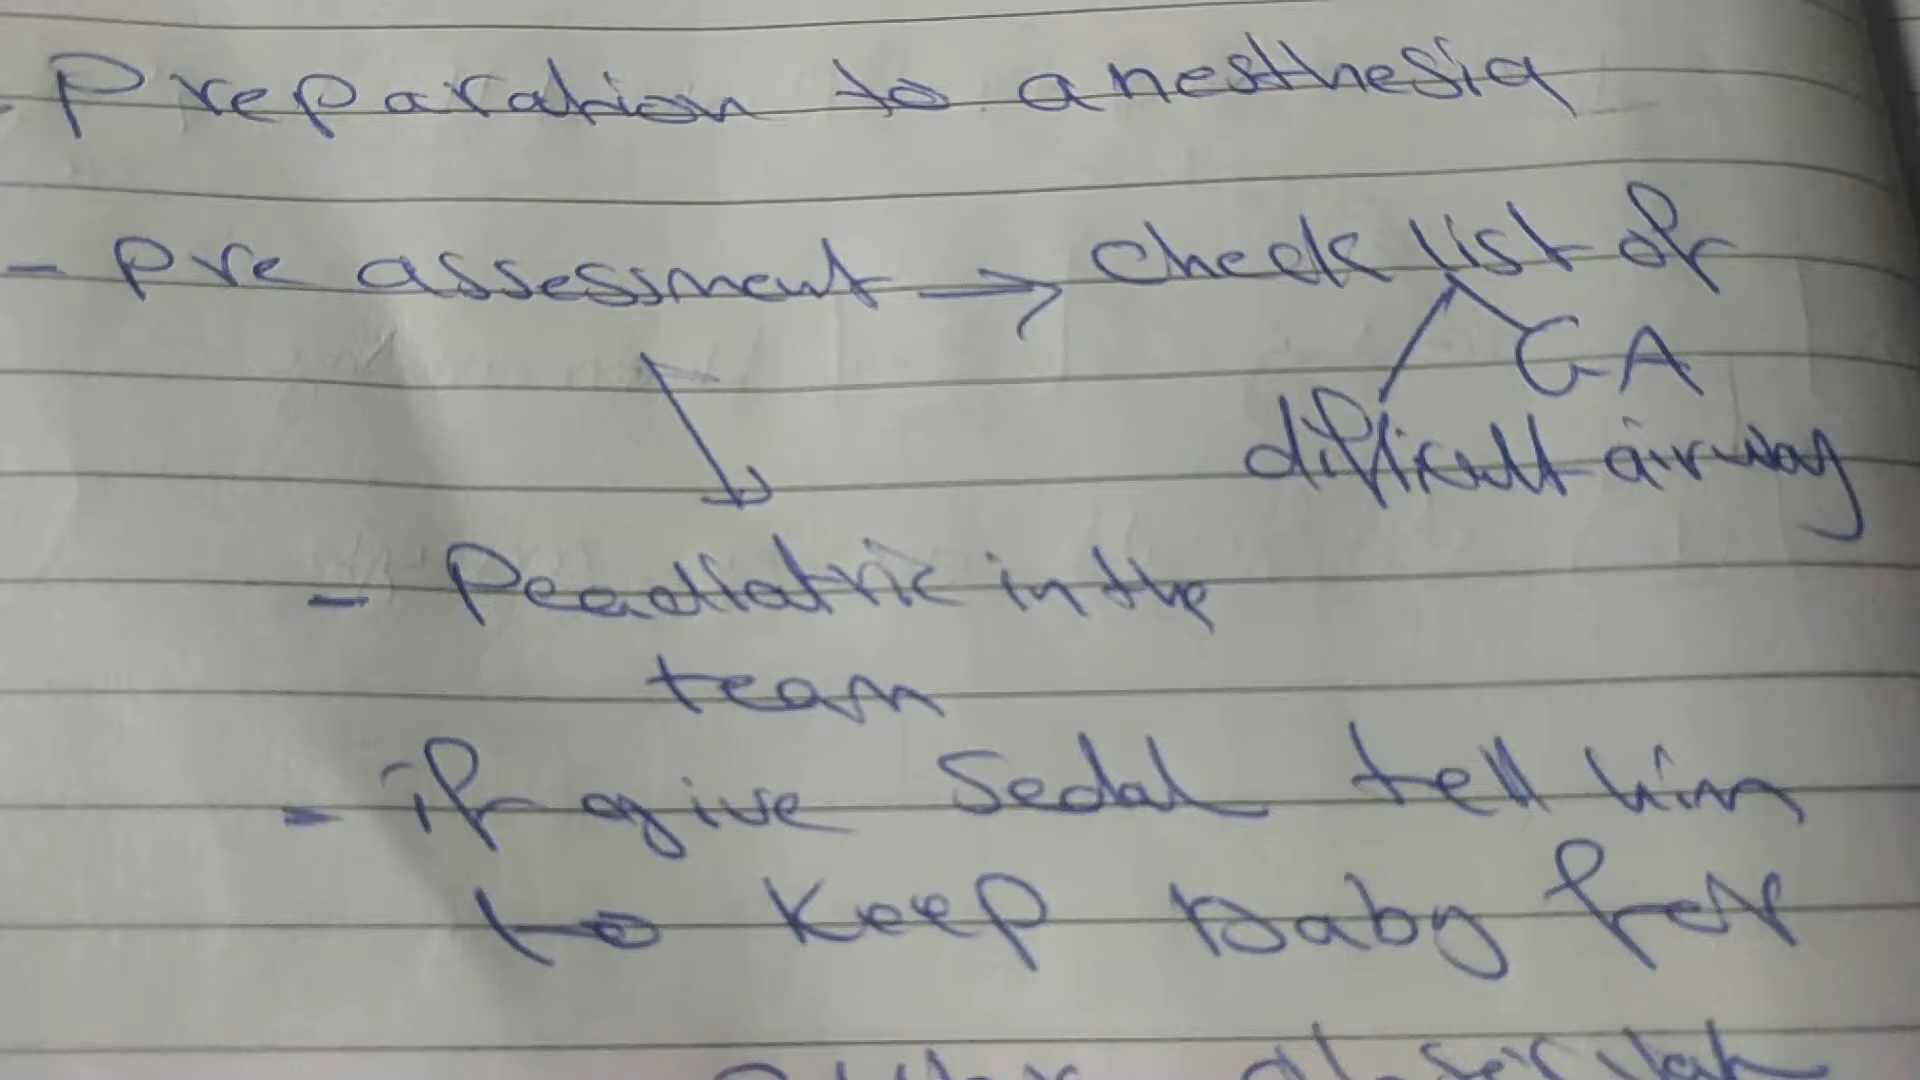 - Preparation to anesthesia
- pre assessment → check list of
GA
difficult airway
- Peadiatric in the
team
- if give Sedat tell him
to keep baby for